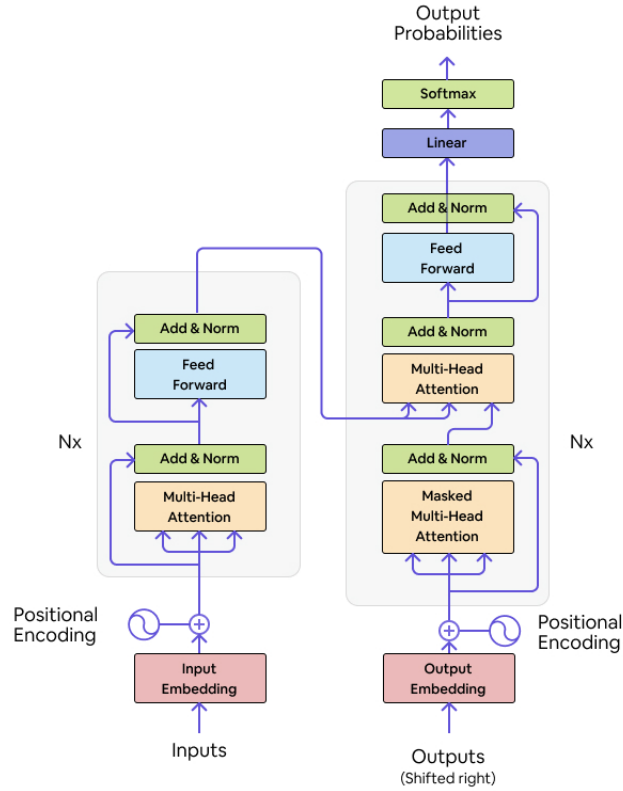 Output
Probabilities
Softmax
Linear
Add & Norm
Feed
Forward
Add & Norm
Multi-Head
Attention
Add & Norm
Masked
Multi-Head
Attention
Nx
Positional
Encoding
Output
Embedding
Outputs
(Shifted right)
Add & Norm
Feed
Forward
Add & Norm
Multi-Head
Attention
Nx
Positional
Encoding
Input
Embedding
Inputs